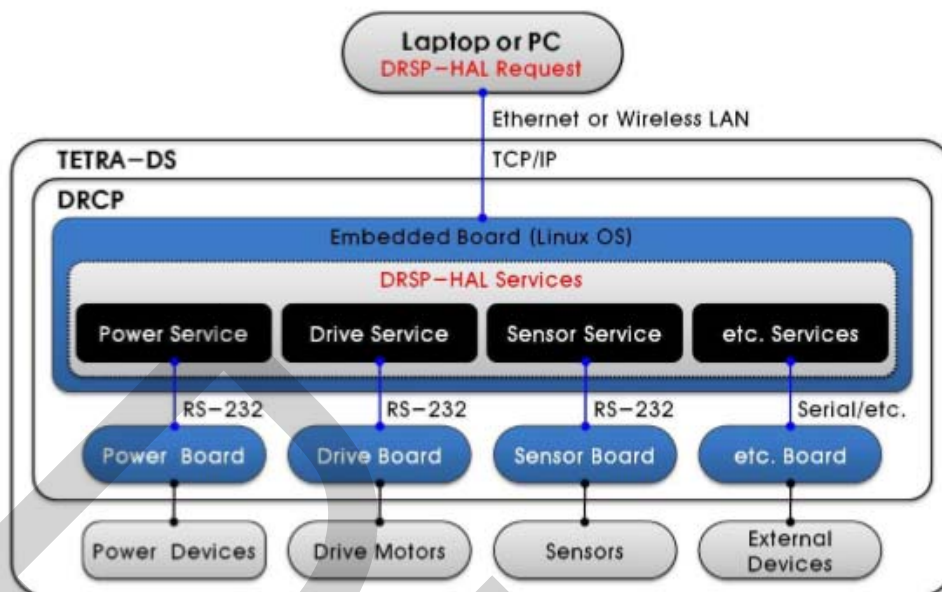 Laptop or PC
DRSP-HAL Request
Ethernet or Wireless LAN
TETRA-DS
TCP/IP
DRCP
Embedded Board (Linux OS)
DRSP-HAL Services
Power Service
Drive Service
Sensor Service
etc. Services
RS-232
RS-232
RS-232
Serial/etc.
Power Board
Drive Board
Sensor Board
etc. Board
Power Devices
Drive Motors
Sensors
External
Devices